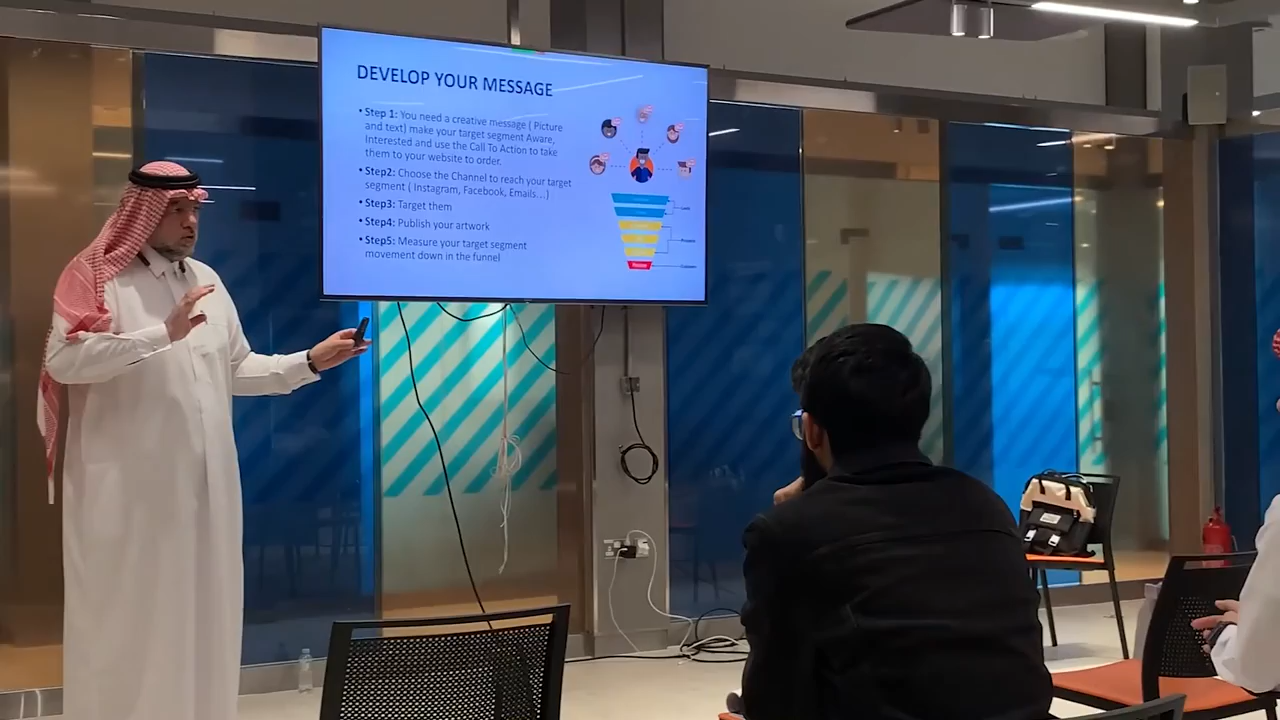 DEVELOP YOUR MESSAGE
• Step 1: You need a creative message ( Picture
and text) make your target segment Aware,
Interested and use the Call To Action to take
them to your website to order.
• Step2: Choose the Channel to reach your target
segment ( Instagram, Facebook, Emails...)
• Step3: Target them
• Step4: Publish your artwork
• Step5: Measure your target segment
movement down in the funnel